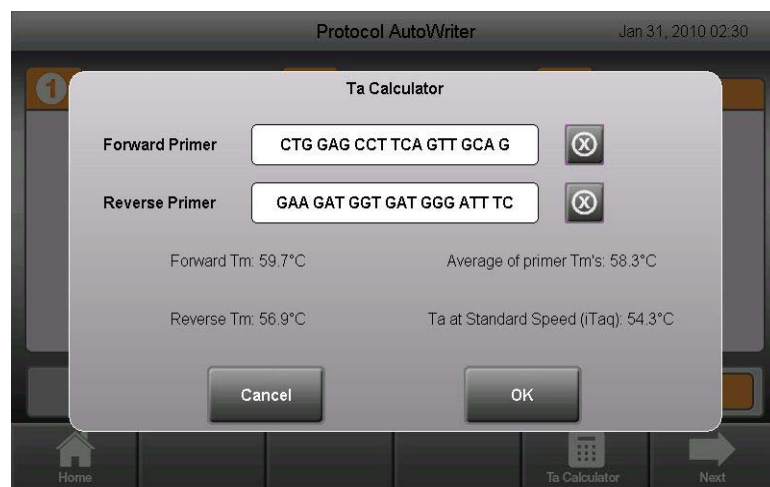 Protocol AutoWriter
Jan 31, 2010 02:30
1
Ta Calculator
Forward Primer
CTG GAG CCT TCA GTT GCA G
X
Reverse Primer
GAA GAT GGT GAT GGG ATT TC
X
Forward Tm: 59.7°C
Average of primer Tm's: 58.3°C
Reverse Tm: 56.9°C
Ta at Standard Speed (iTaq): 54.3°C
Cancel
OK
Home
Ta Calculator
Next